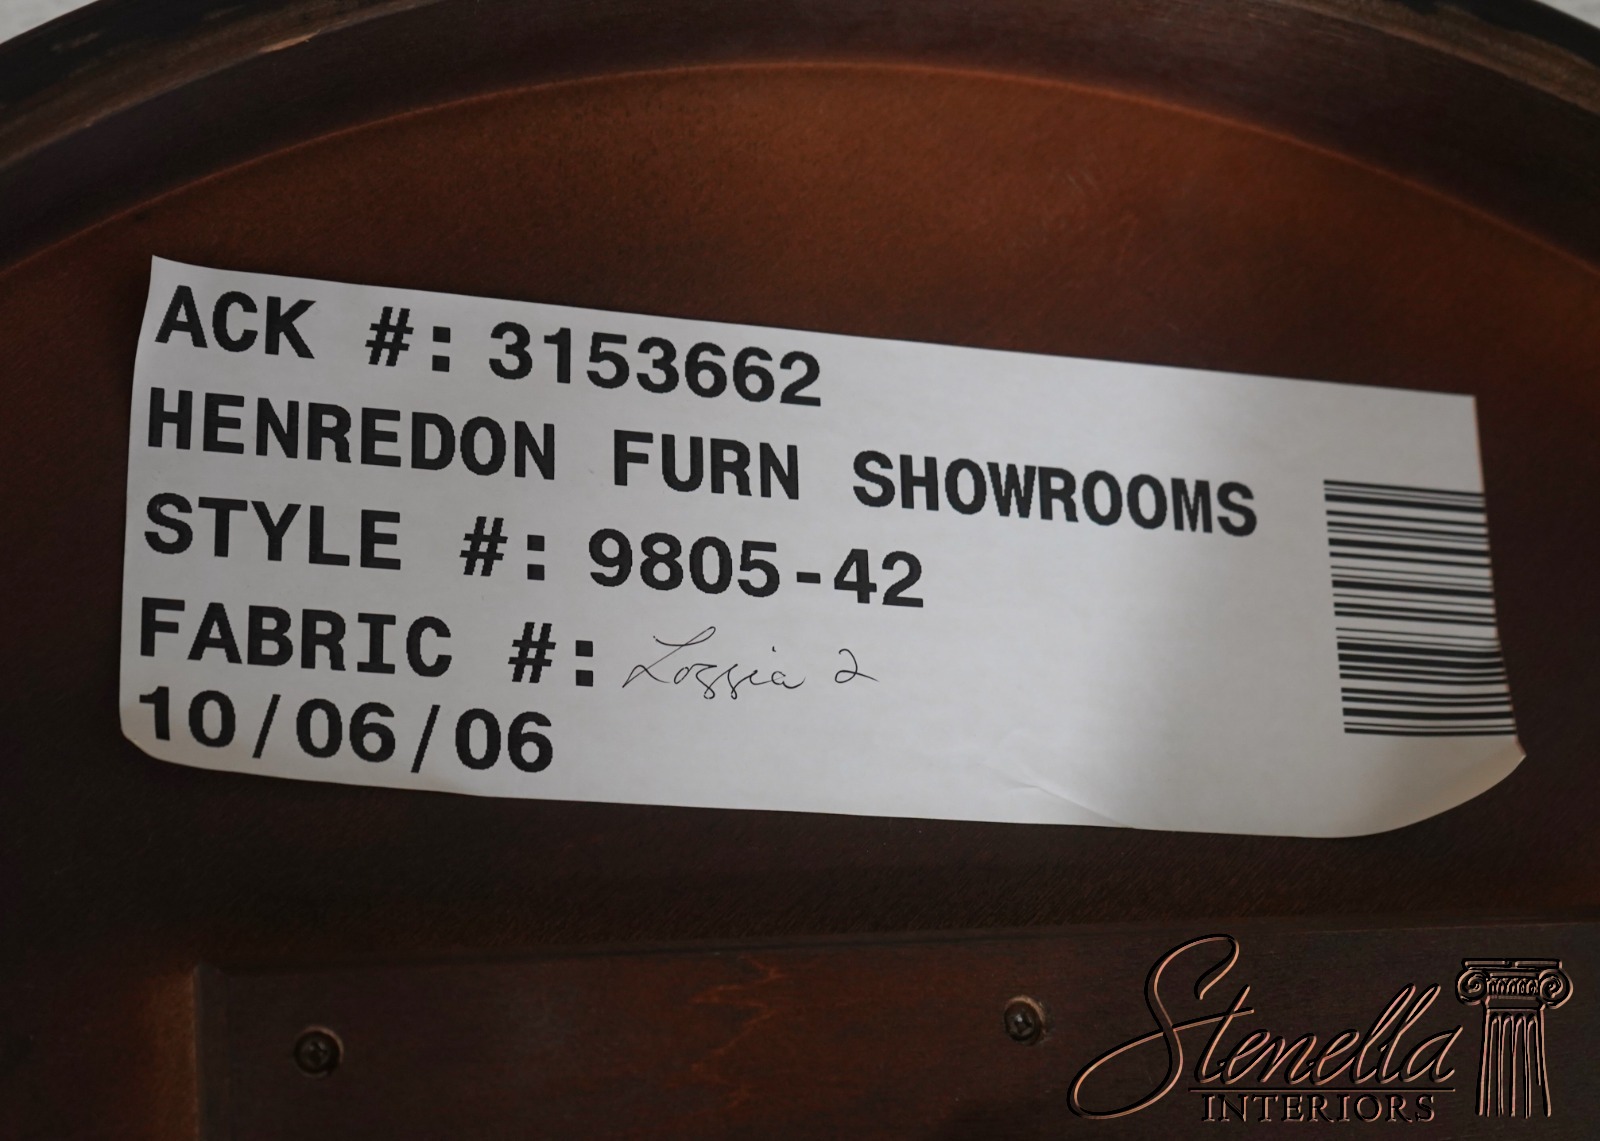 ACK #: 3153662
HENREDON FURN SHOWROOMS
STYLE #: 9805-42
FABRIC #: Loggia 2
10/06/06
Stenella
INTERIORS